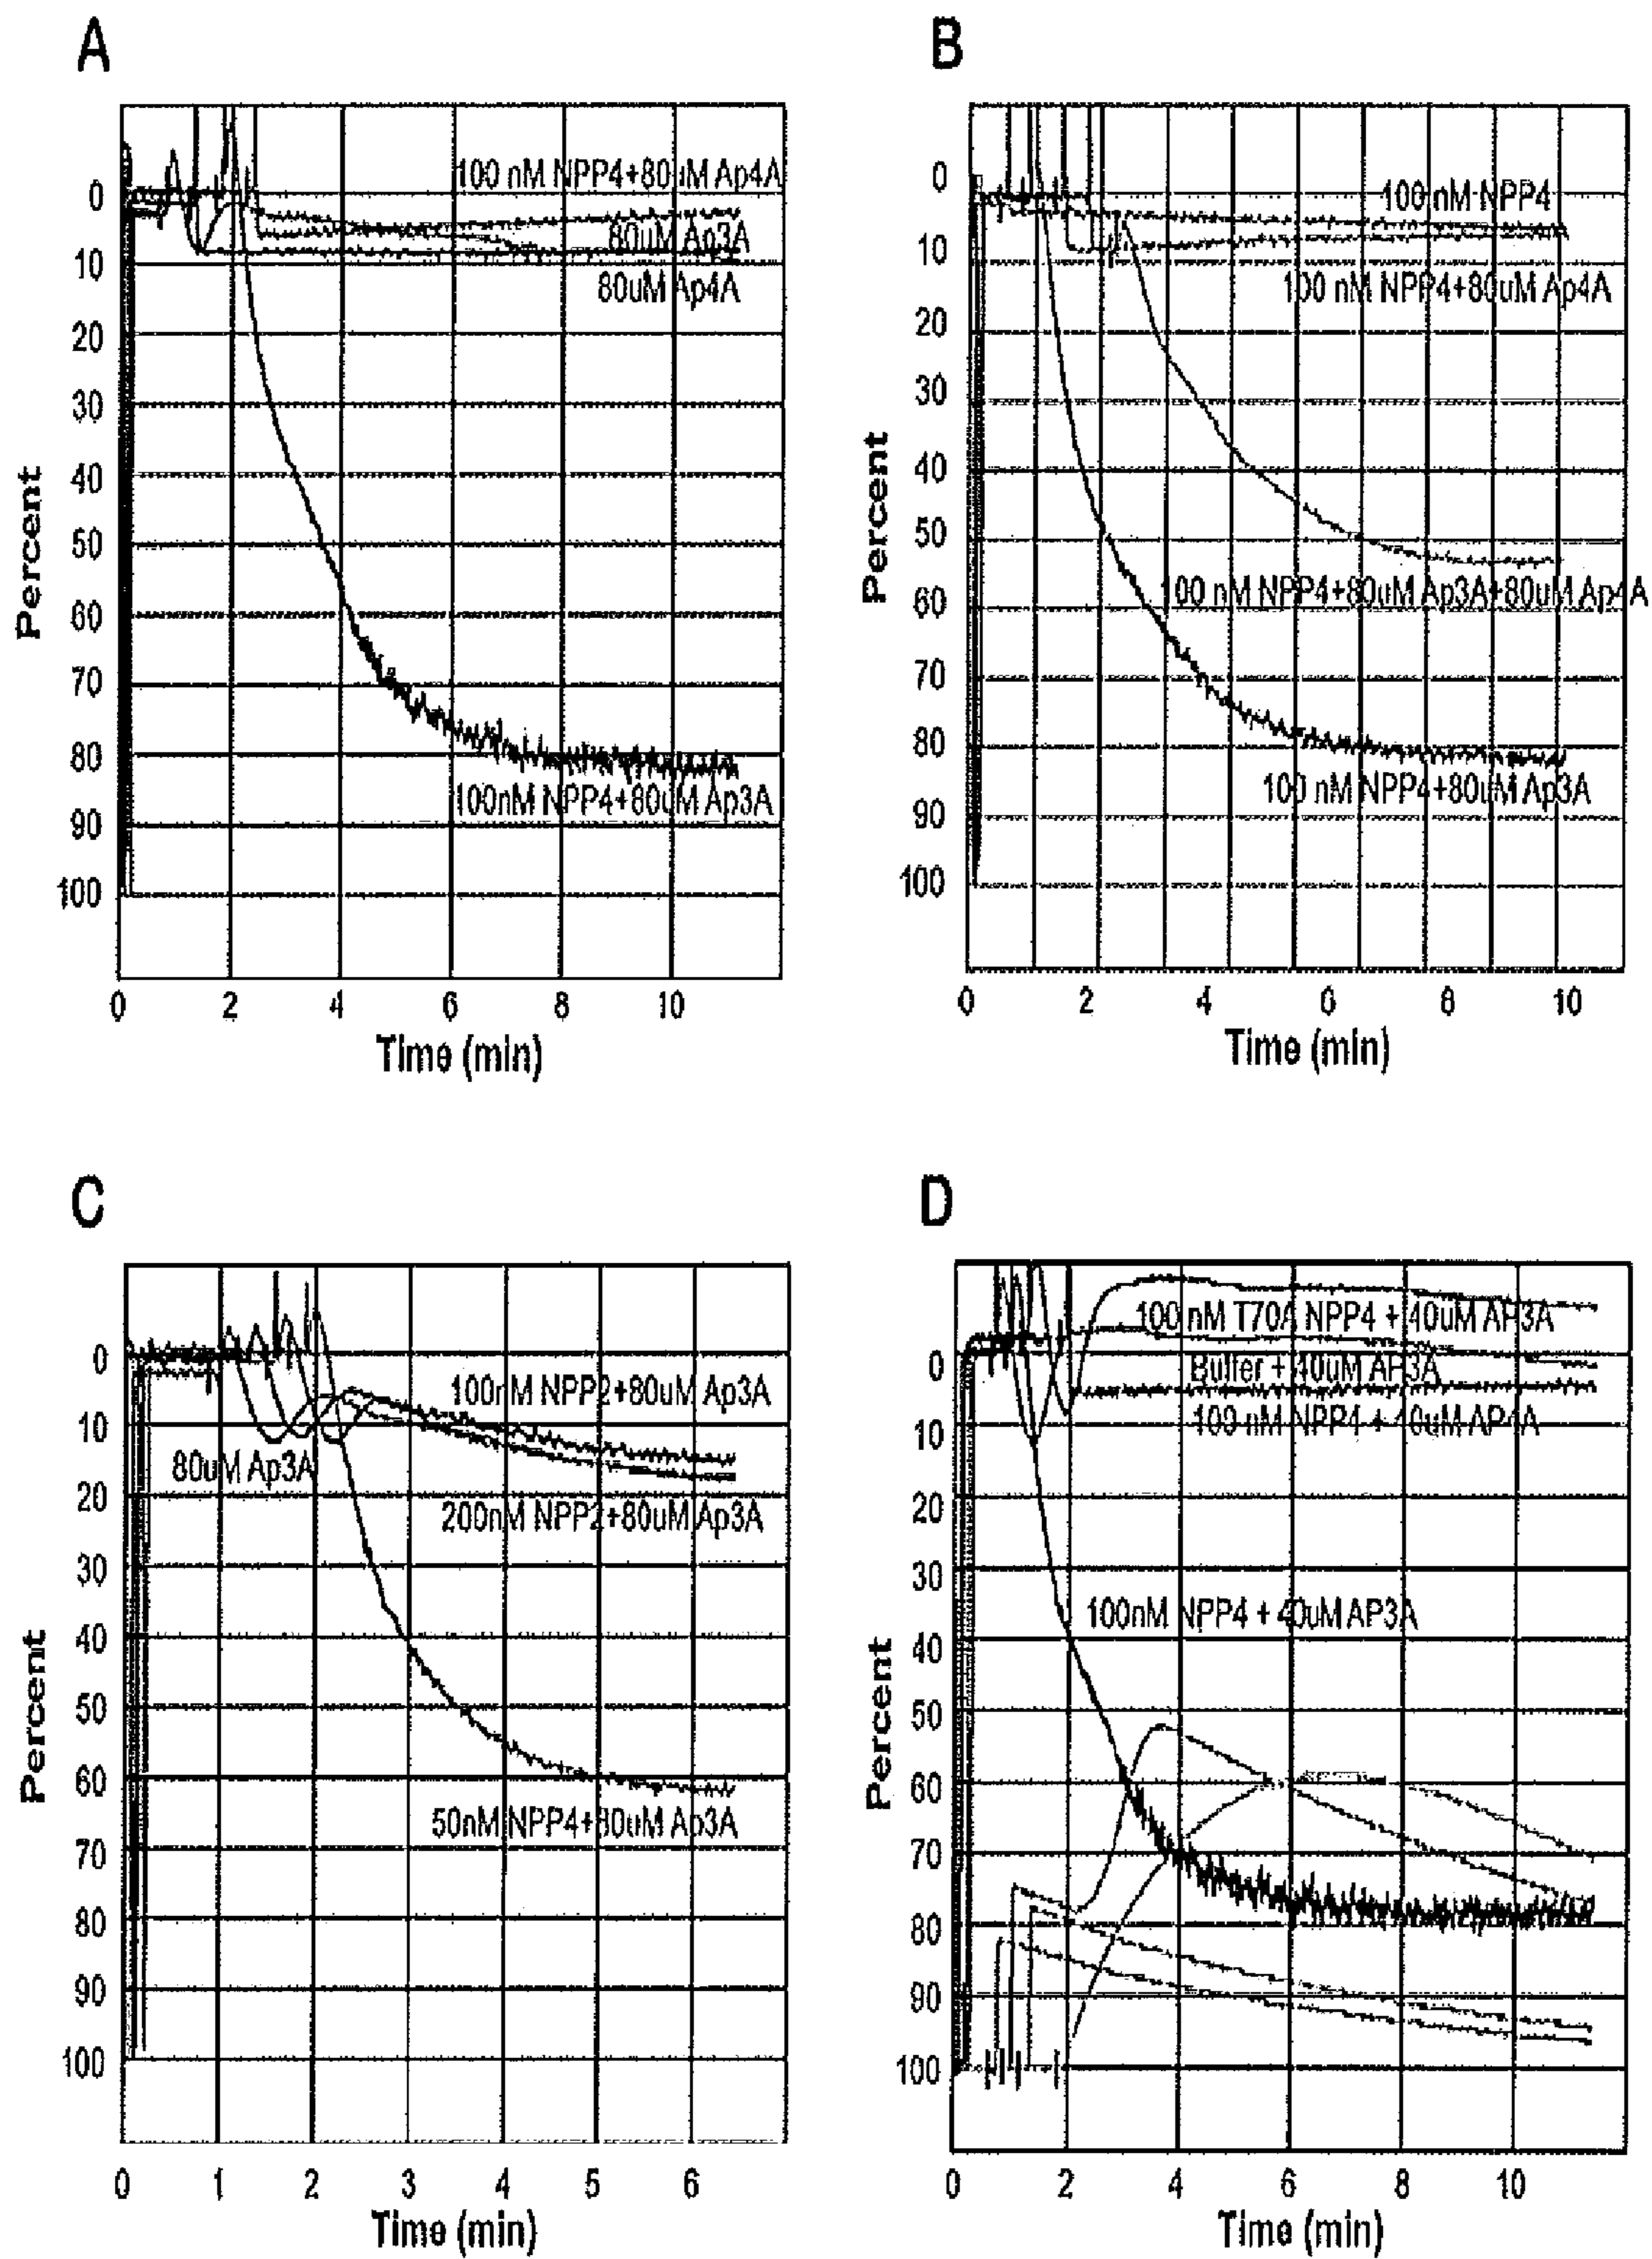 A
0
10
20
30
40
50
60
70
80
90
100
Percent
100 nM NPP4+80uM Ap4A
80uM Ap3A
80uM Ap4A
100nM NPP4+80uM Ap3A
0 2 4 6 8 10
Time (min)
B
0
10
20
30
40
50
60
70
80
90
100
Percent
100 nM NPP4
100 nM NPP4+80uM Ap4A
100 nM NPP4+80uM Ap3A+80uM Ap4A
100 nM NPP4+80uM Ap3A
0 2 4 6 8 10
Time (min)
C
0
10
20
30
40
50
60
70
80
90
100
Percent
100nM NPP2+80uM Ap3A
80uM Ap3A
200nM NPP2+80uM Ap3A
50nM NPP4+80uM Ap3A
0 1 2 3 4 5 6
Time (min)
D
0
10
20
30
40
50
60
70
80
90
100
Percent
100 nM T70A NPP4 + 40uM AP3A
Buffer + 40uM AP3A
100 nM NPP4 + 40uM AP4A
100nM NPP4 + 40uM AP3A
0 2 4 6 8 10
Time (min)